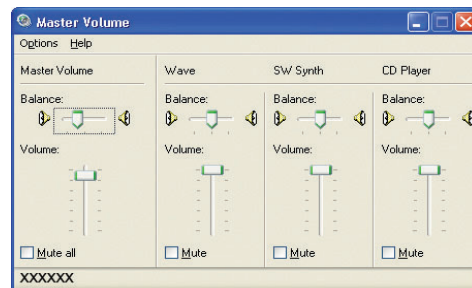 Master Volume
Options Help
Master Volume Wave SW Synth CD Player
Balance: Balance: Balance: Balance:
Volume: Volume: Volume: Volume:
Mute all Mute Mute Mute
XXXXXX